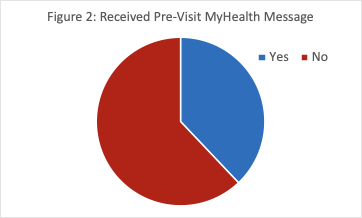 Figure 2: Received Pre-Visit MyHealth Message
Yes No